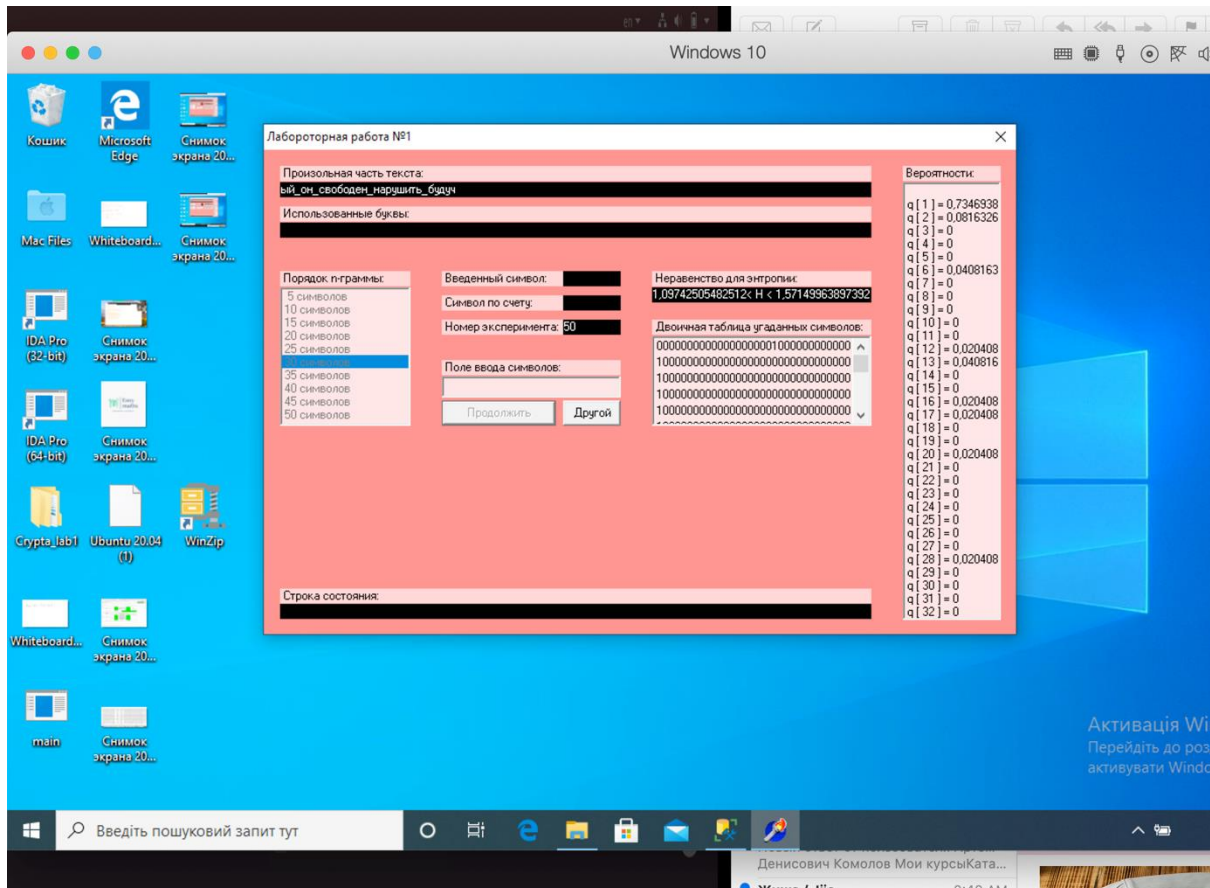 en
Windows 10
Кошик
Microsoft Edge
Снимок экрана 20...
Mac Files
Whiteboard...
Снимок экрана 20...
IDA Pro (32-bit)
Снимок экрана 20...
IDA Pro (64-bit)
Снимок экрана 20...
Crypta_lab1
Ubuntu 20.04 (1)
WinZip
Whiteboard...
Снимок экрана 20...
main
Снимок экрана 20...
Лабороторная работа №1
Произольная часть текста:
ый_он_свободен_нарушить_будуч
Использованные буквы:
Порядок n-граммы:
5 символов
10 символов
15 символов
20 символов
25 символов
35 символов
40 символов
45 символов
50 символов
Введенный символ:
Символ по счету:
Номер эксперимента: 50
Поле ввода символов:
Продолжить
Другой
Неравенство для энтропии:
1,09742505482512< H < 1,57149963897392
Двоичная таблица угаданных символов:
Строка состояния:
Вероятности:
q [ 1 ] = 0,7346938
q [ 2 ] = 0,0816326
q [ 3 ] = 0
q [ 4 ] = 0
q [ 5 ] = 0
q [ 6 ] = 0,0408163
q [ 7 ] = 0
q [ 8 ] = 0
q [ 9 ] = 0
q [ 10 ] = 0
q [ 11 ] = 0
q [ 12 ] = 0,020408
q [ 13 ] = 0,040816
q [ 14 ] = 0
q [ 15 ] = 0
q [ 16 ] = 0,020408
q [ 17 ] = 0,020408
q [ 18 ] = 0
q [ 19 ] = 0
q [ 20 ] = 0,020408
q [ 21 ] = 0
q [ 22 ] = 0
q [ 23 ] = 0
q [ 24 ] = 0
q [ 25 ] = 0
q [ 26 ] = 0
q [ 27 ] = 0
q [ 28 ] = 0,020408
q [ 29 ] = 0
q [ 30 ] = 0
q [ 31 ] = 0
q [ 32 ] = 0
Активація Wi
Перейдіть до роз
активувати Windo
Введіть пошуковий запит тут
Денисович Комолов Мои курсыКата...